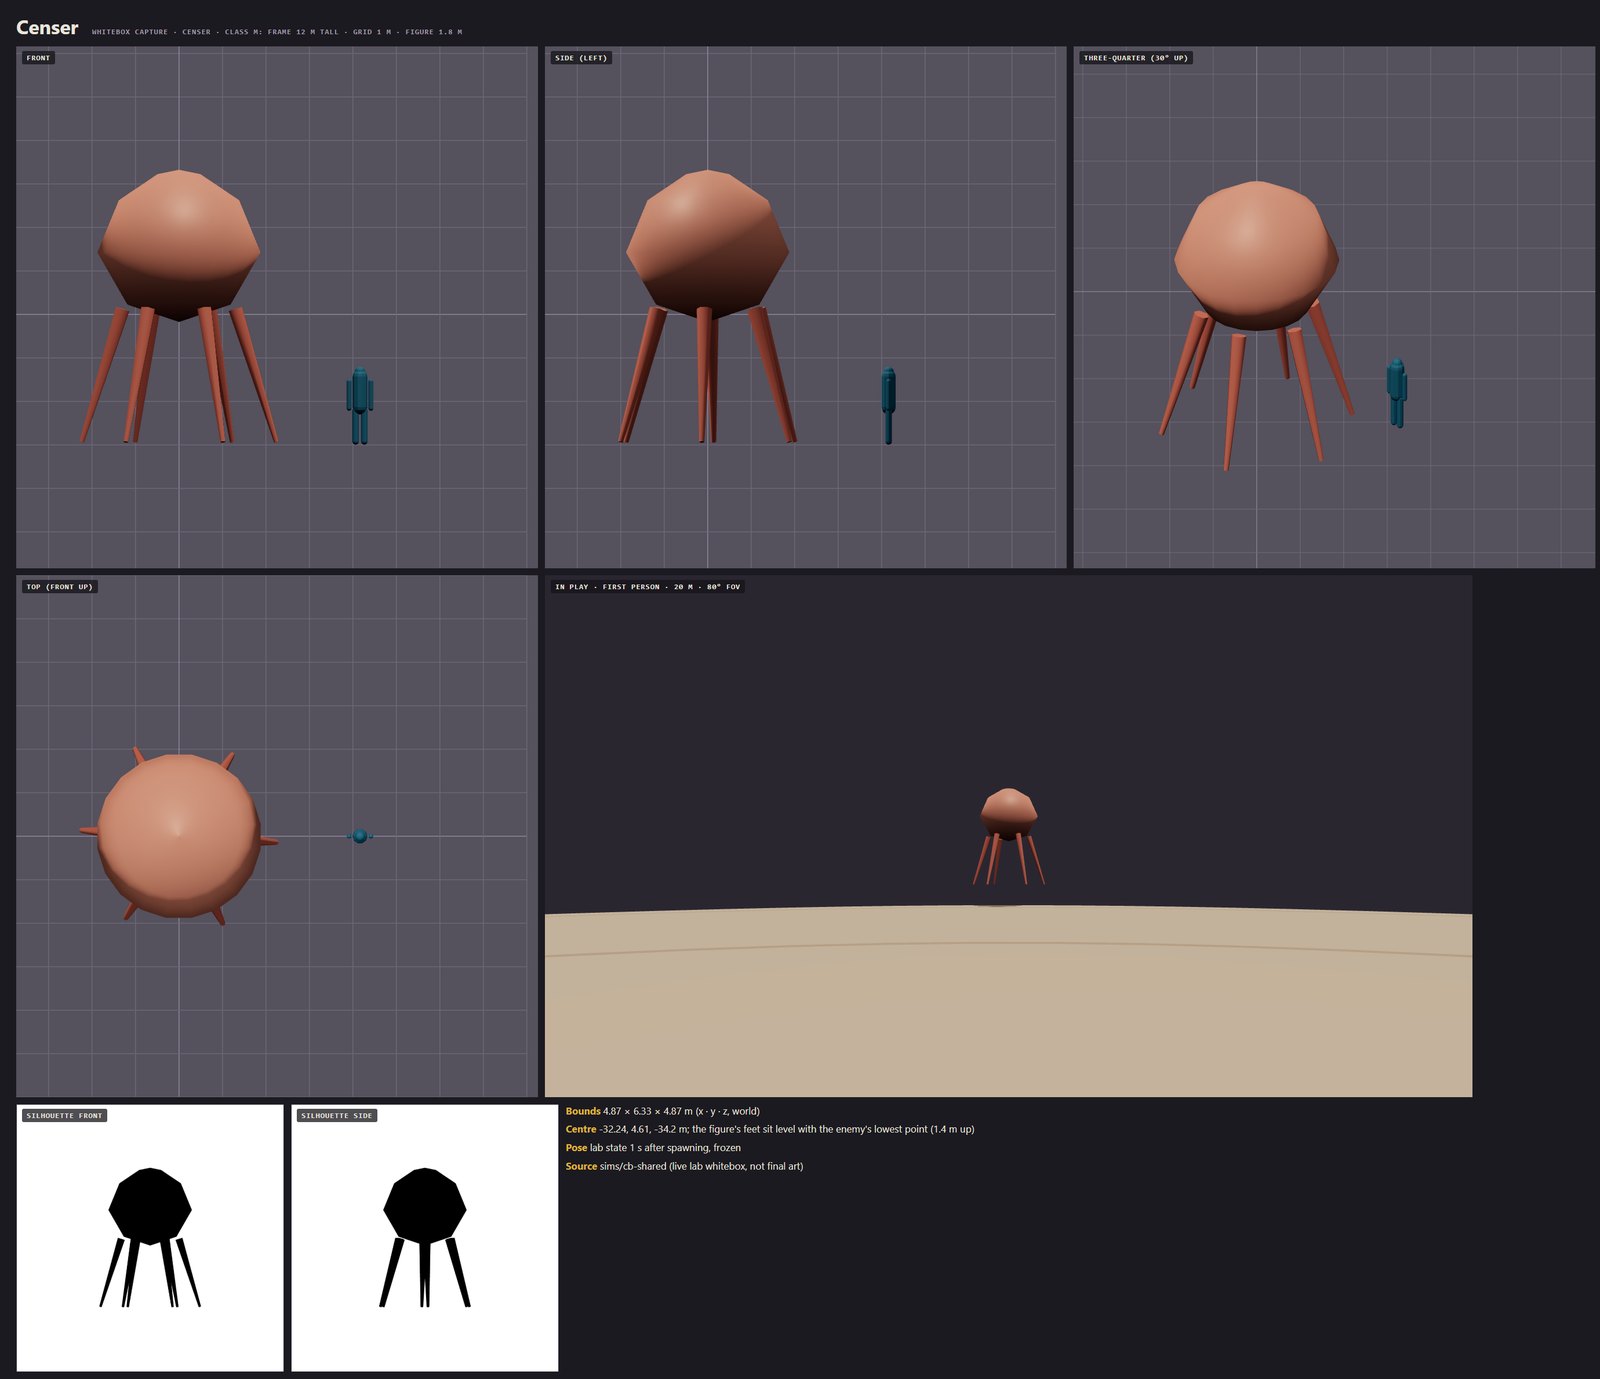 Censer
WHITEBOX CAPTURE · CENSER · CLASS M: FRAME 12 M TALL · GRID 1 M · FIGURE 1.8 M
FRONT
SIDE (LEFT)
THREE-QUARTER (30° UP)
TOP (FRONT UP)
IN PLAY · FIRST PERSON · 20 M · 80° FOV
SILHOUETTE FRONT
SILHOUETTE SIDE
Bounds 4.87 × 6.33 × 4.87 m (x · y · z, world)
Centre -32.24, 4.61, -34.2 m; the figure's feet sit level with the enemy's lowest point (1.4 m up)
Pose lab state 1 s after spawning, frozen
Source sims/cb-shared (live lab whitebox, not final art)